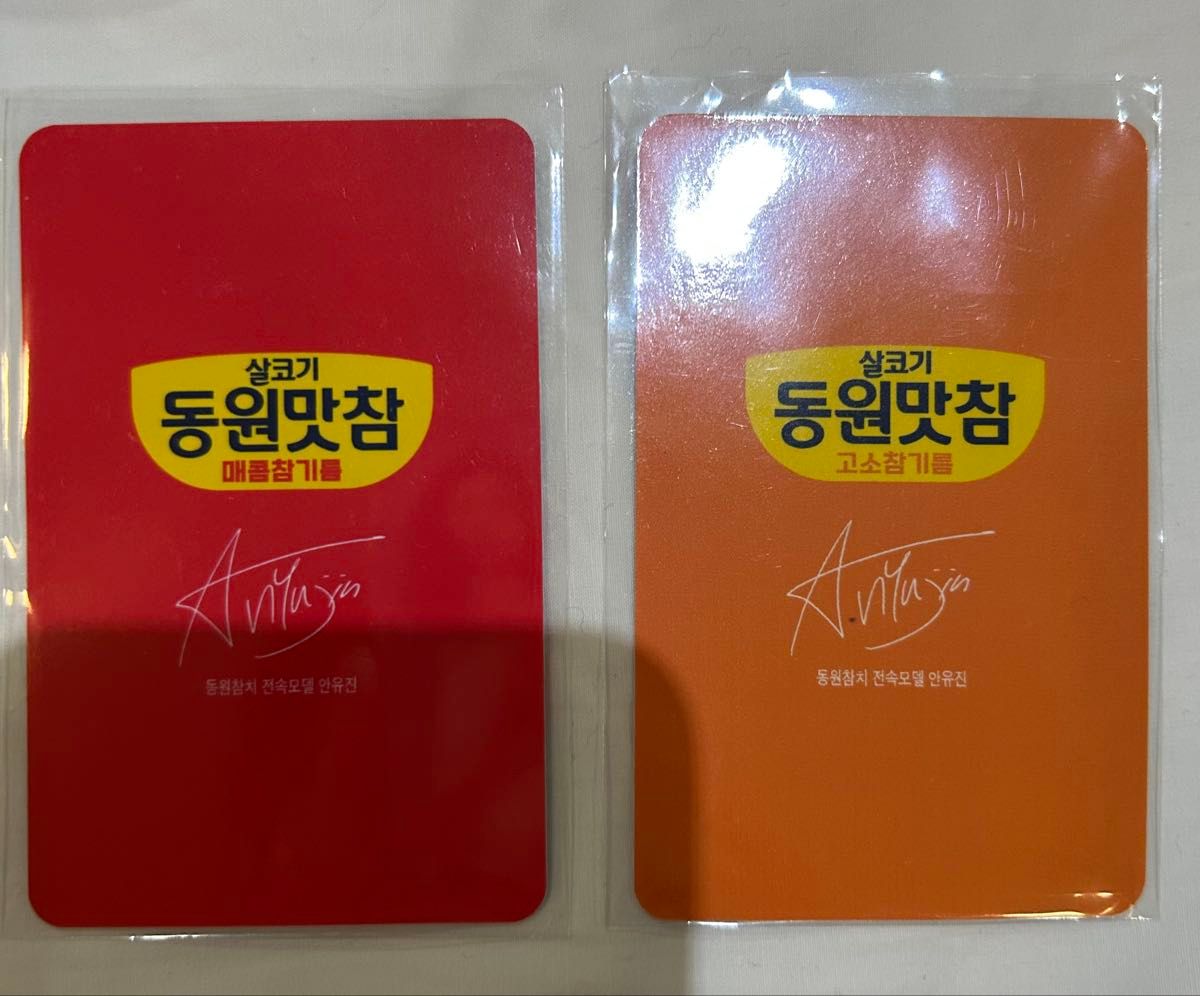 살코기
동원맛참
매콤참기름
AnYujin
동원참치 전속모델 안유진
살코기
동원맛참
고소참기름
AnYujin
동원참치 전속모델 안유진